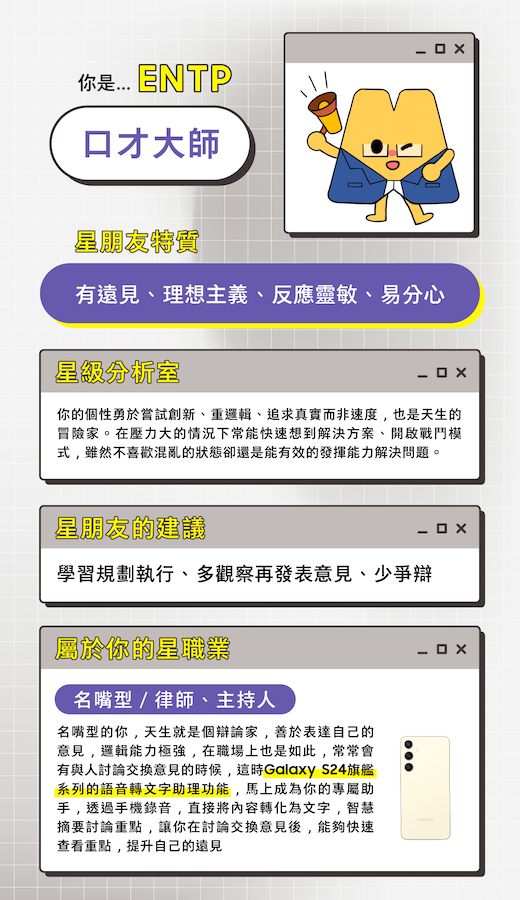 你是... ENTP
口才大師
星朋友特質
有遠見、理想主義、反應靈敏、易分心
星級分析室
你的個性勇於嘗試創新、重邏輯、追求真實而非速度，也是天生的
冒險家。在壓力大的情況下常能快速想到解決方案、開啟戰鬥模
式，雖然不喜歡混亂的狀態卻還是能有效的發揮能力解決問題。
星朋友的建議
學習規劃執行、多觀察再發表意見、少爭辯
屬於你的星職業
名嘴型 / 律師、主持人
名嘴型的你，天生就是個辯論家，善於表達自己的
意見，邏輯能力極強，在職場上也是如此，常常會
有與人討論交換意見的時候，這時Galaxy S24旗艦
系列的語音轉文字助理功能，馬上成為你的專屬助
手，透過手機錄音，直接將內容轉化為文字，智慧
摘要討論重點，讓你在討論交換意見後，能夠快速
查看重點，提升自己的遠見